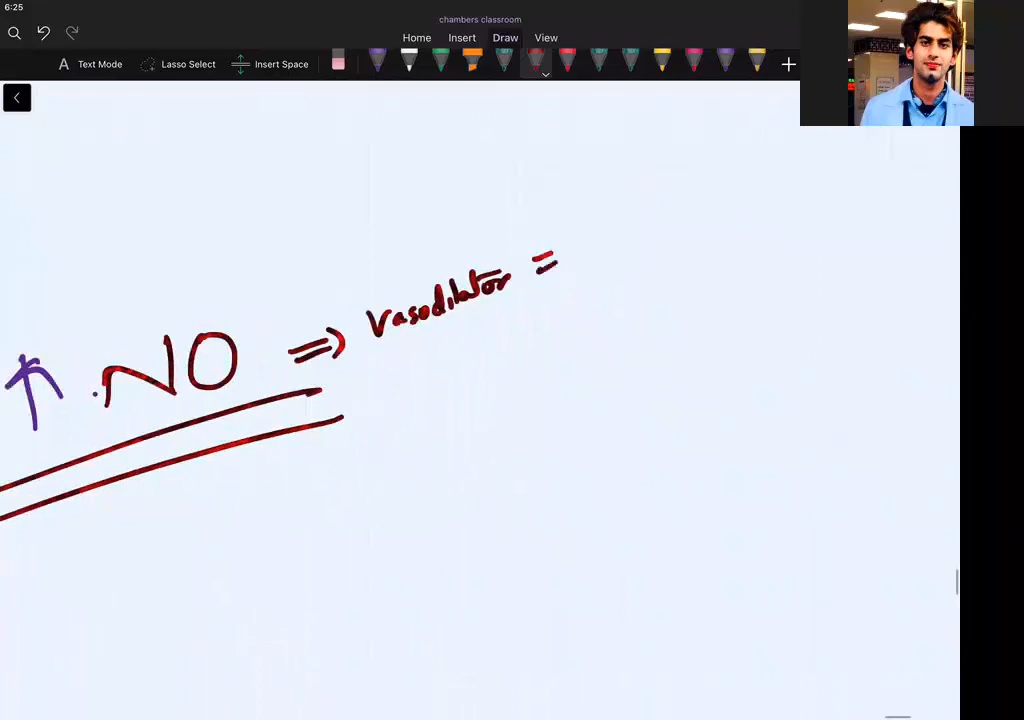 6:25
chambers classroom
Home Insert Draw View
Text Mode Lasso Select Insert Space
↑ NO ⇒ vasodilator =